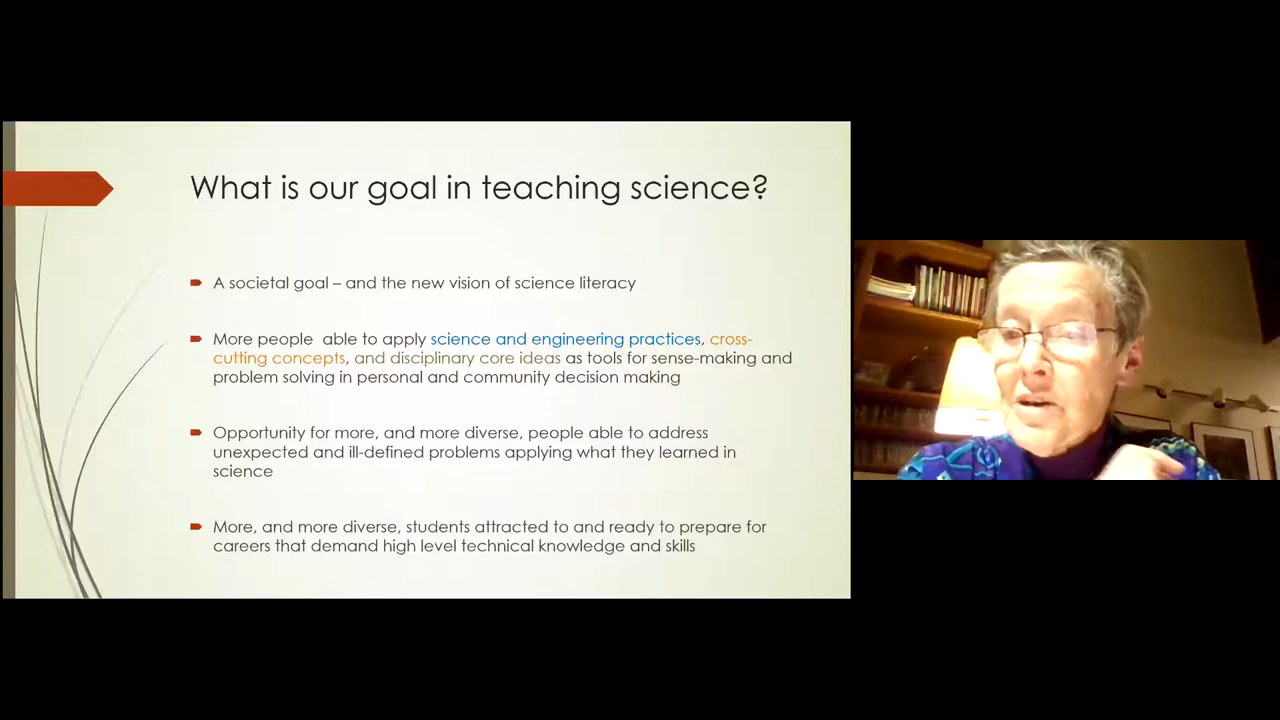 What is our goal in teaching science?
A societal goal – and the new vision of science literacy
More people  able to apply science and engineering practices, cross-
cutting concepts, and disciplinary core ideas as tools for sense-making and
problem solving in personal and community decision making
Opportunity for more, and more diverse, people able to address
unexpected and ill-defined problems applying what they learned in
science
More, and more diverse, students attracted to and ready to prepare for
careers that demand high level technical knowledge and skills